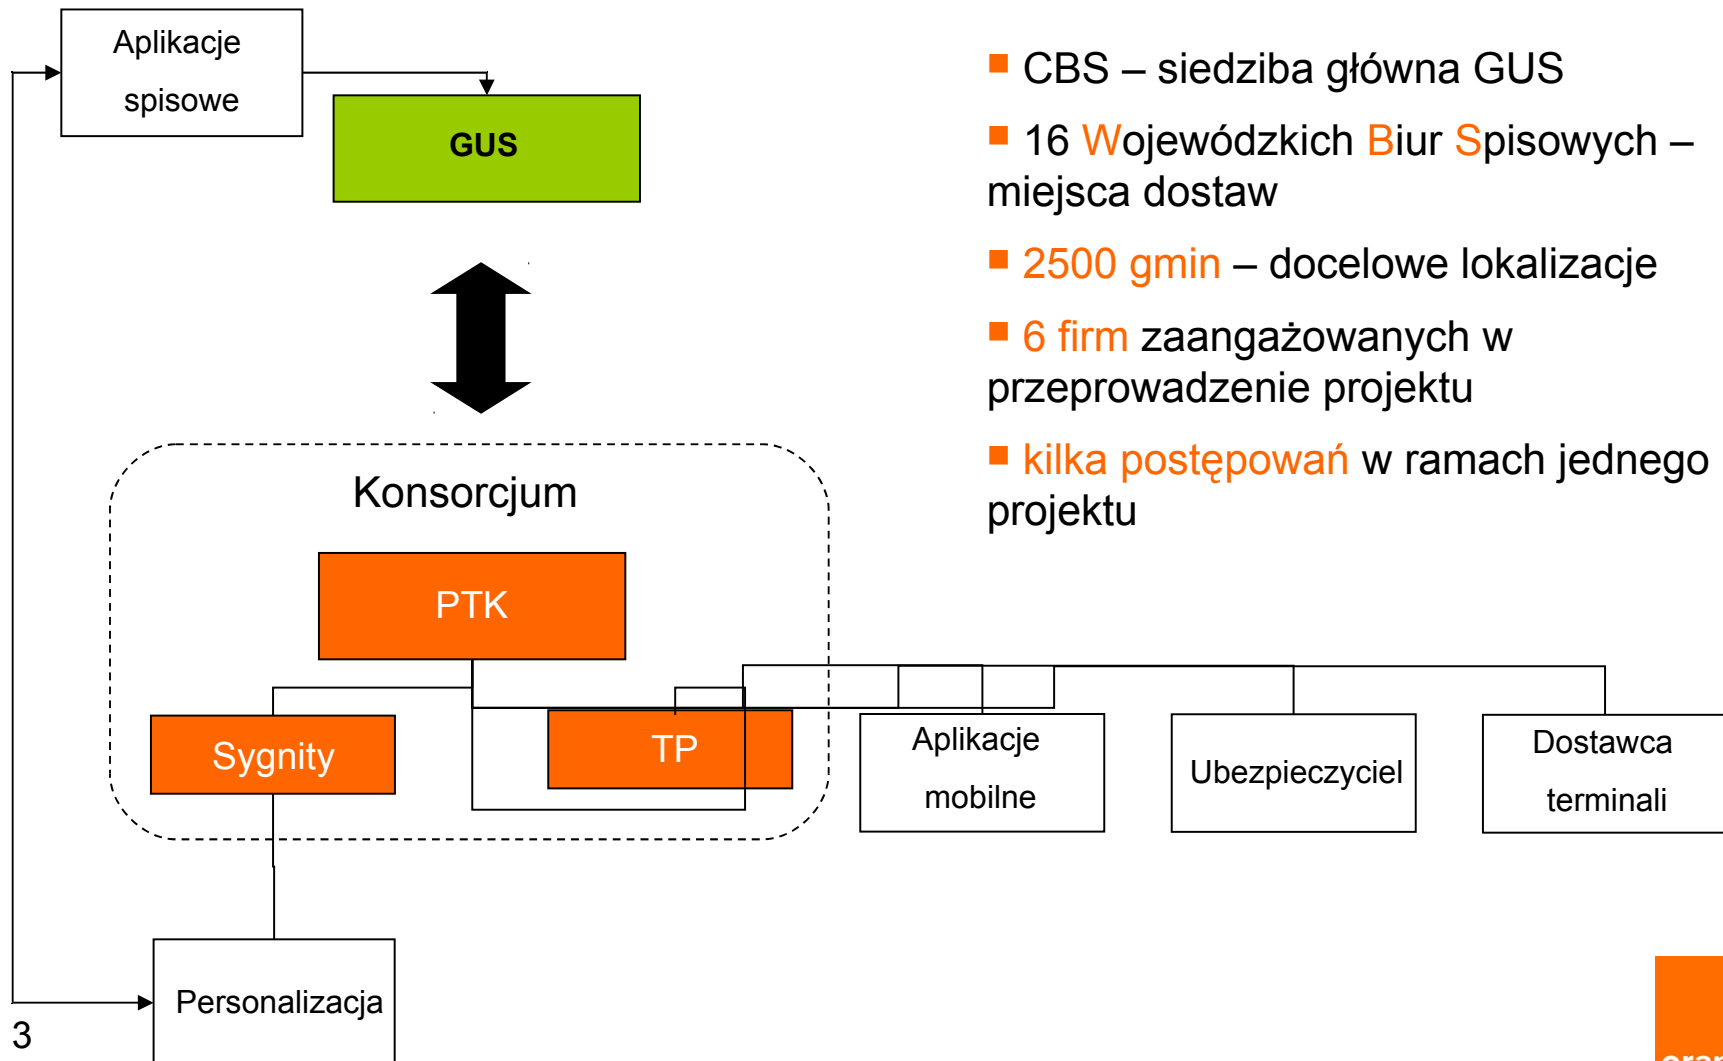 Aplikacje
spisowe
GUS
■ CBS – siedziba główna GUS
■ 16 Wojewódzkich Biur Spisowych –
miejsca dostaw
■ 2500 gmin – docelowe lokalizacje
■ 6 firm zaangażowanych w
przeprowadzenie projektu
■ kilka postępowań w ramach jednego
projektu
Konsorcjum
PTK
Sygnity
TP
Aplikacje
mobilne
Ubezpieczyciel
Dostawca
terminali
Personalizacja
3